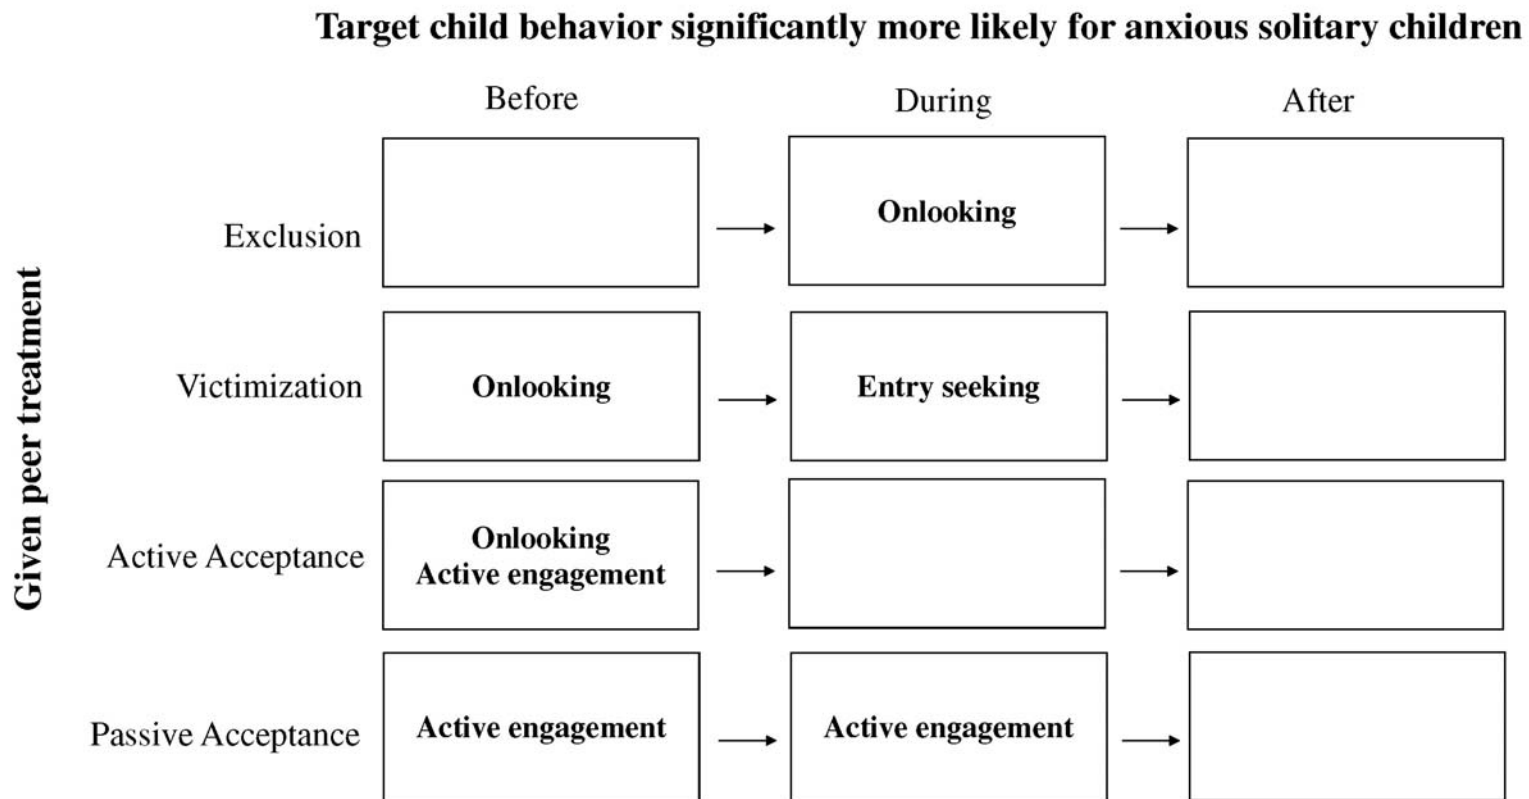 Target child behavior significantly more likely for anxious solitary children
Before
During
After
Given peer treatment
Exclusion
Onlooking
Victimization
Onlooking
Entry seeking
Active Acceptance
Onlooking
Active engagement
Passive Acceptance
Active engagement
Active engagement